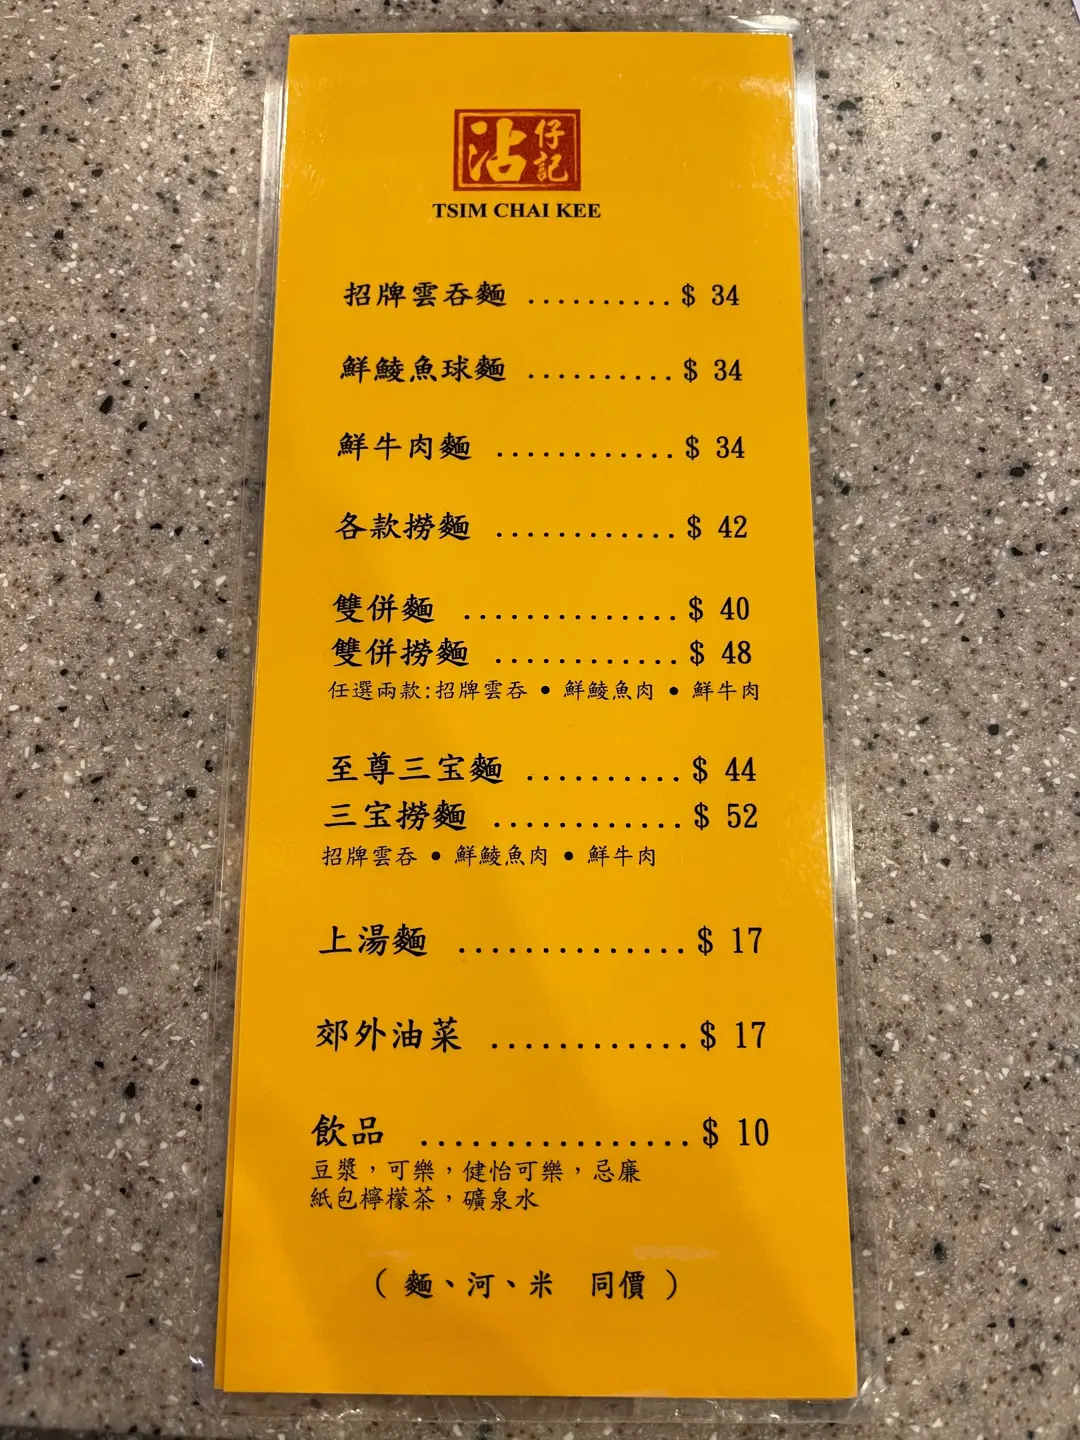 沾仔記
TSIM CHAI KEE
招牌雲吞麵 ..........$ 34
鮮鯪魚球麵 ..........$ 34
鮮牛肉麵 ............$ 34
各款撈麵 ............$ 42
雙併麵 ..............$ 40
雙併撈麵 ............$ 48
任選兩款:招牌雲吞 • 鮮鯪魚肉 • 鮮牛肉
至尊三宝麵 ..........$ 44
三宝撈麵 ............$ 52
招牌雲吞 • 鮮鯪魚肉 • 鮮牛肉
上湯麵 ..............$ 17
郊外油菜 ............$ 17
飲品 ................$ 10
豆漿，可樂，健怡可樂，忌廉
紙包檸檬茶，礦泉水
( 麵、河、米 同價 )